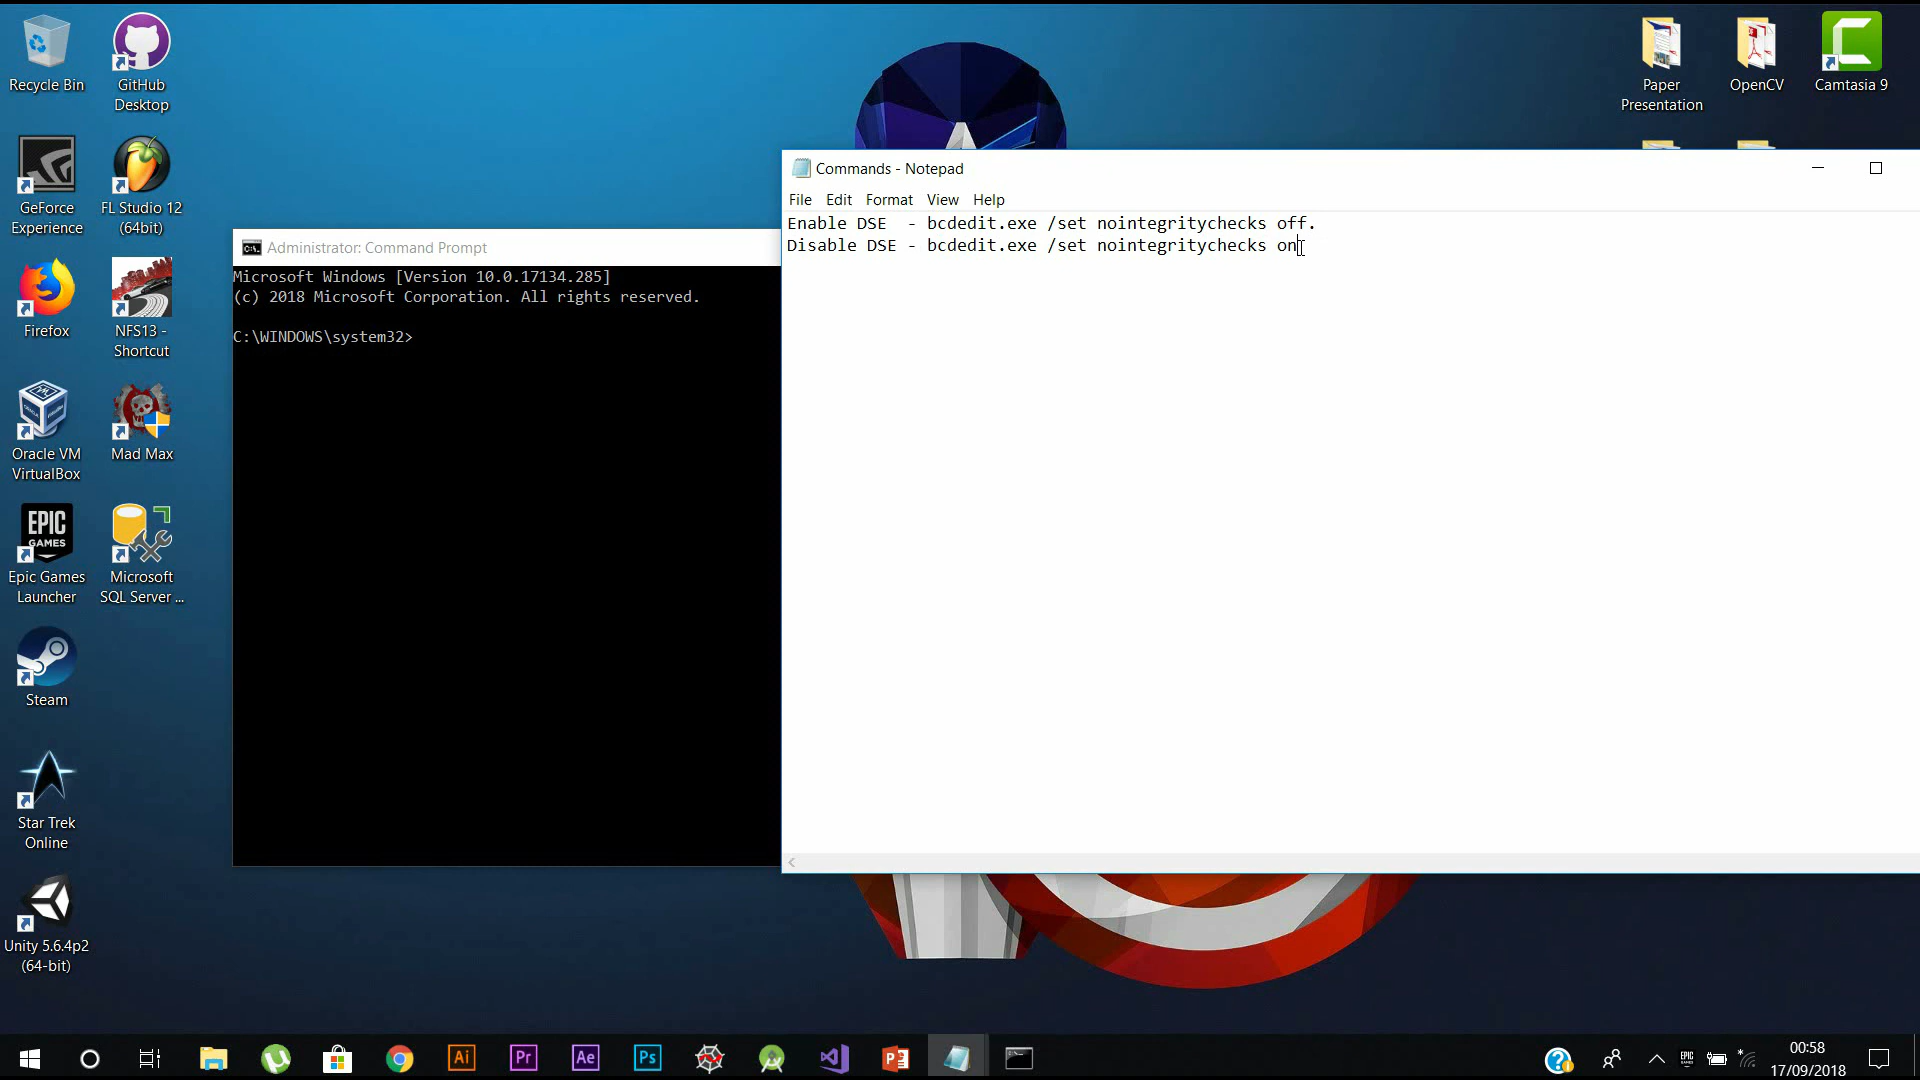 Recycle Bin
GitHub
Desktop
GeForce
Experience
FL Studio 12
(64bit)
Firefox
NFS13 -
Shortcut
Oracle VM
VirtualBox
Mad Max
EPIC
GAMES
Epic Games
Launcher
Microsoft
SQL Server ...
Steam
Star Trek
Online
Unity 5.6.4p2
(64-bit)
Paper
Presentation
OpenCV
Camtasia 9
Administrator: Command Prompt
Microsoft Windows [Version 10.0.17134.285]
(c) 2018 Microsoft Corporation. All rights reserved.
C:\WINDOWS\system32>
Commands - Notepad
File Edit Format View Help
Enable DSE  - bcdedit.exe /set nointegritychecks off.
Disable DSE - bcdedit.exe /set nointegritychecks on
Ai
Pr
Ae
Ps
00:58
17/09/2018